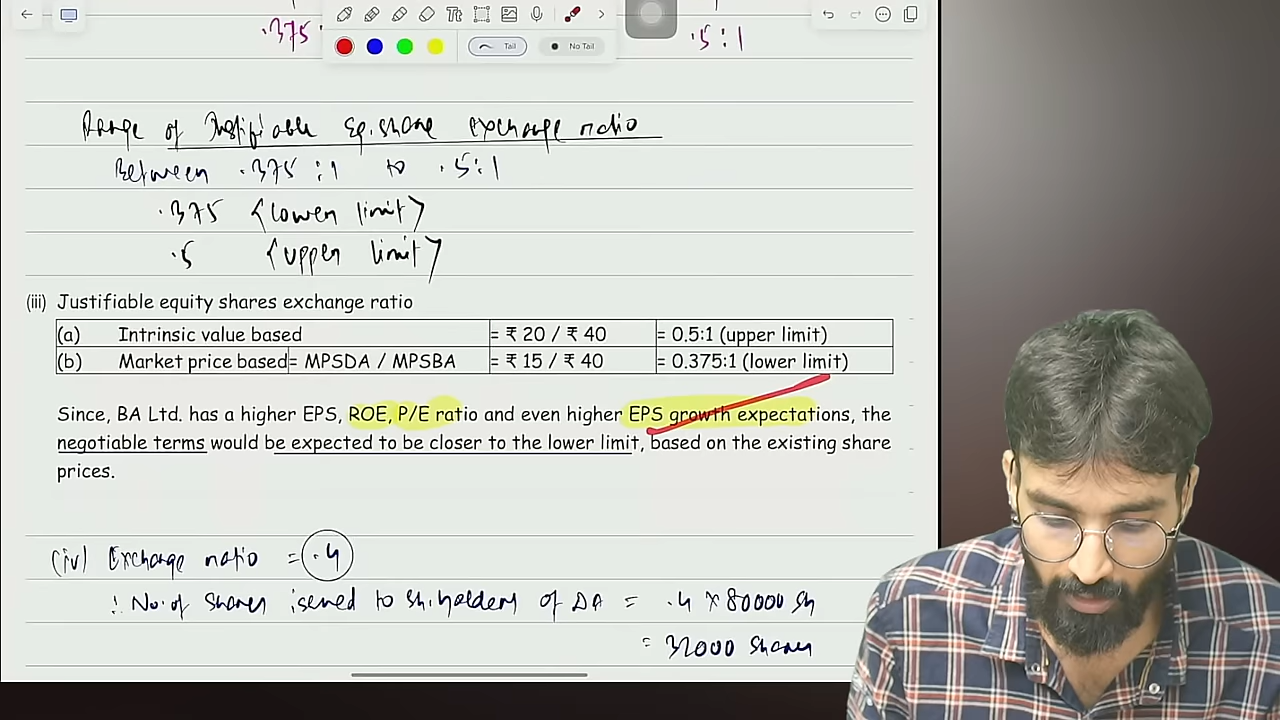 .375
.5:1
Tail
No Tail
Range of Justifiable Eq. share exchange ratio
Between .375 :1 to .5:1
.375 <lower limit>
.5 <upper limit>
(iii) Justifiable equity shares exchange ratio
(a) Intrinsic value based = ₹ 20 / ₹ 40 = 0.5:1 (upper limit)
(b) Market price based= MPSDA / MPSBA = ₹ 15 / ₹ 40 = 0.375:1 (lower limit)
Since, BA Ltd. has a higher EPS, ROE, P/E ratio and even higher EPS growth expectations, the
negotiable terms would be expected to be closer to the lower limit, based on the existing share
prices.
(iv) Exchange ratio = .4
∴ No. of Shares issued to sh.holders of DA = .4 × 80000 Sh
= 32000 shares